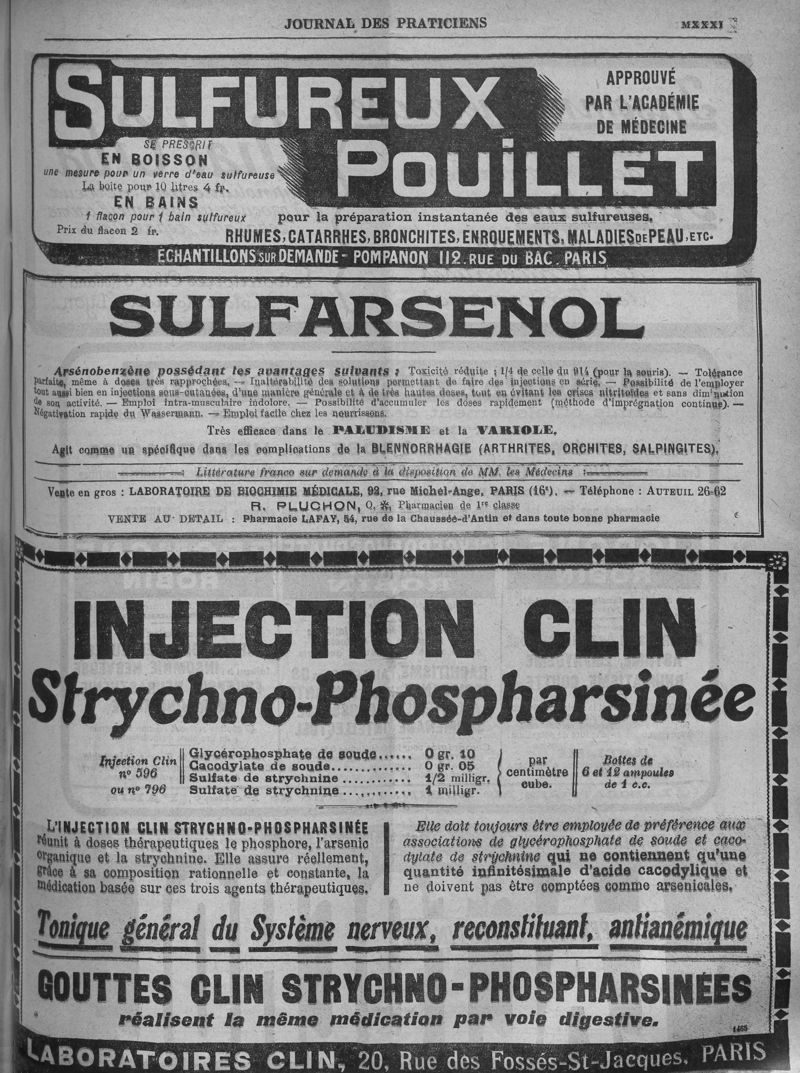 JOURNAL DES PRATICIENS
MXXXI
SULFUREUX
POUILLET
APPROUVÉ
PAR L'ACADÉMIE
DE MÉDECINE
SE PRESCRIT
EN BOISSON
une mesure pour un verre d'eau sulfureuse
La boîte pour 10 litres 4 fr.
EN BAINS
1 flacon pour 1 bain sulfureux
Prix du flacon 2 fr.
pour la préparation instantanée des eaux sulfureuses.
RHUMES, CATARRHES, BRONCHITES, ENROUEMENTS, MALADIES DE PEAU, ETC.
ÉCHANTILLONS SUR DEMANDE - POMPANON 112. RUE DU BAC. PARIS
SULFARSENOL
Arsénobenzène possédant les avantages suivants : Toxicité réduite ; 1/4 de celle du 914 (pour la souris). — Tolérance
parfaite, même à doses très rapprochées. — Inaltérabilité des solutions permettant de faire des injections en série. — Possibilité de l'employer
tout aussi bien en injections sous-cutanées, d'une manière générale et à de très hautes doses, tout en évitant les crises nitritoïdes et sans diminution
de son activité. — Emploi intra-musculaire indolore. — Possibilité d'accumuler les doses rapidement (méthode d'imprégnation continue). —
Négativation rapide du Wassermann. — Emploi facile chez les nourrissons.
Très efficace dans le PALUDISME et la VARIOLE.
Agit comme un spécifique dans les complications de la BLENNORRHAGIE (ARTHRITES, ORCHITES, SALPINGITES).
Littérature franco sur demande à la disposition de MM. les Médecins :
Vente en gros : LABORATOIRE DE BIOCHIMIE MÉDICALE, 92, rue Michel-Ange, PARIS (16e). — Téléphone : AUTEUIL 26-62
R. PLUCHON, O. ✻, Pharmacien de 1re classe
VENTE AU DETAIL : Pharmacie LAFAY, 54, rue de la Chaussée-d'Antin et dans toute bonne pharmacie
INJECTION CLIN
Strychno-Phospharsinée
Injection Clin
n° 596
ou n° 796
Glycérophosphate de soude...... 0 gr. 10
Cacodylate de soude............. 0 gr. 05
Sulfate de strychnine ............ 1/2 milligr.
Sulfate de strychnine ............ 1 milligr.
par
centimètre
cube.
Boîtes de
6 et 12 ampoules
de 1 c.c.
L'INJECTION CLIN STRYCHNO-PHOSPHARSINÉE
réunit à doses thérapeutiques le phosphore, l'arsenic
organique et la strychnine. Elle assure réellement,
grâce à sa composition rationnelle et constante, la
médication basée sur ces trois agents thérapeutiques.
Elle doit toujours être employée de préférence aux
associations de glycérophosphate de soude et caco-
dylate de strychnine qui ne contiennent qu'une
quantité infinitésimale d'acide cacodylique et
ne doivent pas être comptées comme arsenicales.
Tonique général du Système nerveux, reconstituant, antianémique
GOUTTES CLIN STRYCHNO-PHOSPHARSINÉES
réalisent la même médication par voie digestive.
1465
LABORATOIRES CLIN, 20, Rue des Fossés-St-Jacques, PARIS